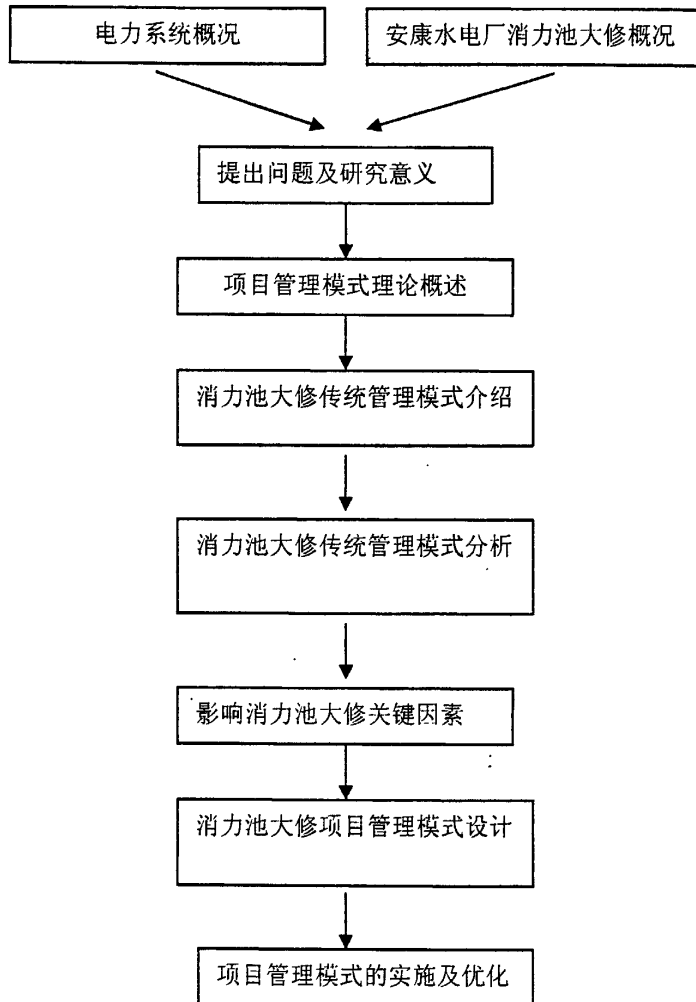 电力系统概况
安康水电厂消力池大修概况
提出问题及研究意义
项目管理模式理论概述
消力池大修传统管理模式介绍
消力池大修传统管理模式分析
影响消力池大修关键因素
消力池大修项目管理模式设计
项目管理模式的实施及优化